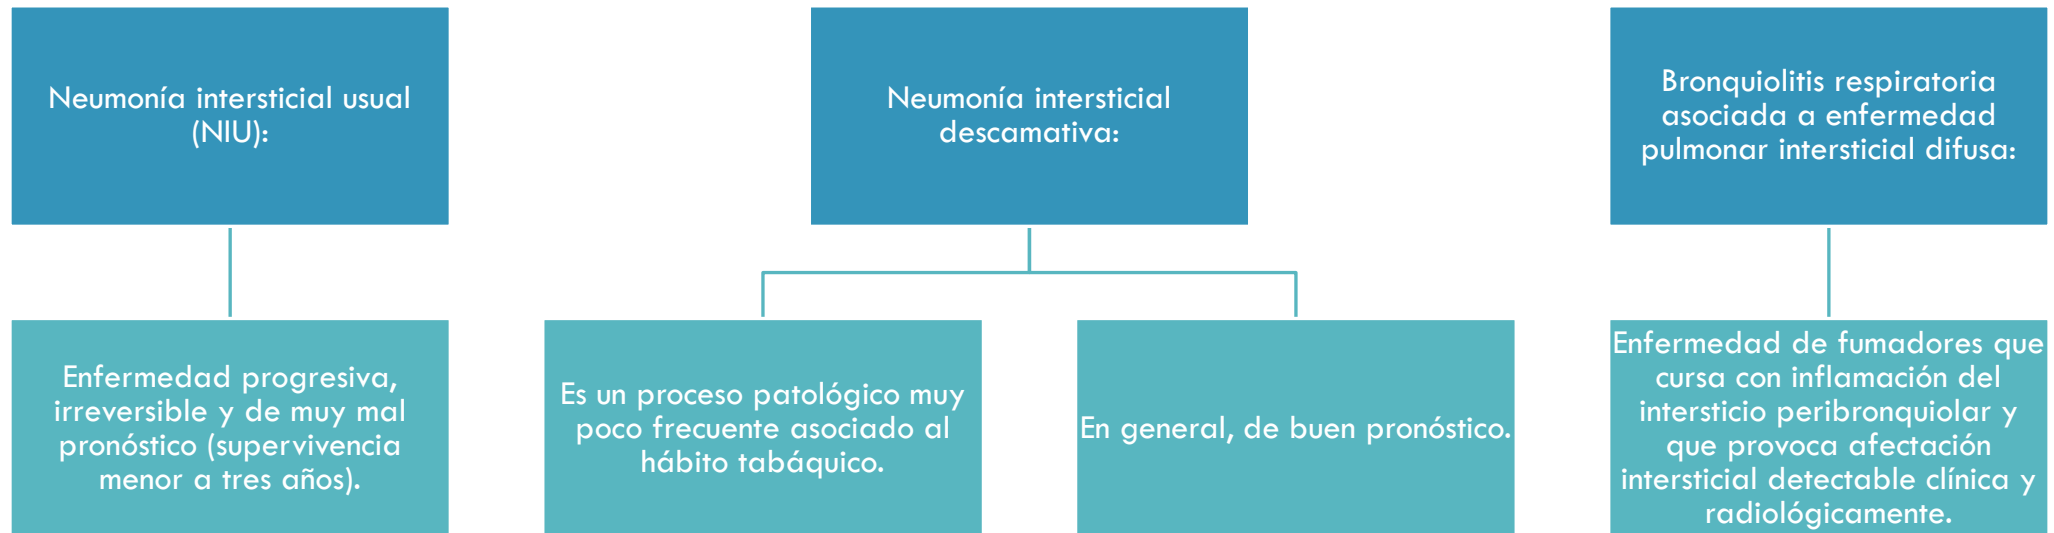 Neumonía intersticial usual
(NIU):
Enfermedad progresiva,
irreversible y de muy mal
pronóstico (supervivencia
menor a tres años).
Neumonía intersticial
descamativa:
Es un proceso patológico muy
poco frecuente asociado al
hábito tabáquico.
En general, de buen pronóstico.
Bronquiolitis respiratoria
asociada a enfermedad
pulmonar intersticial difusa:
Enfermedad de fumadores que
cursa con inflamación del
intersticio peribronquiolar y
que provoca afectación
intersticial detectable clínica y
radiológicamente.